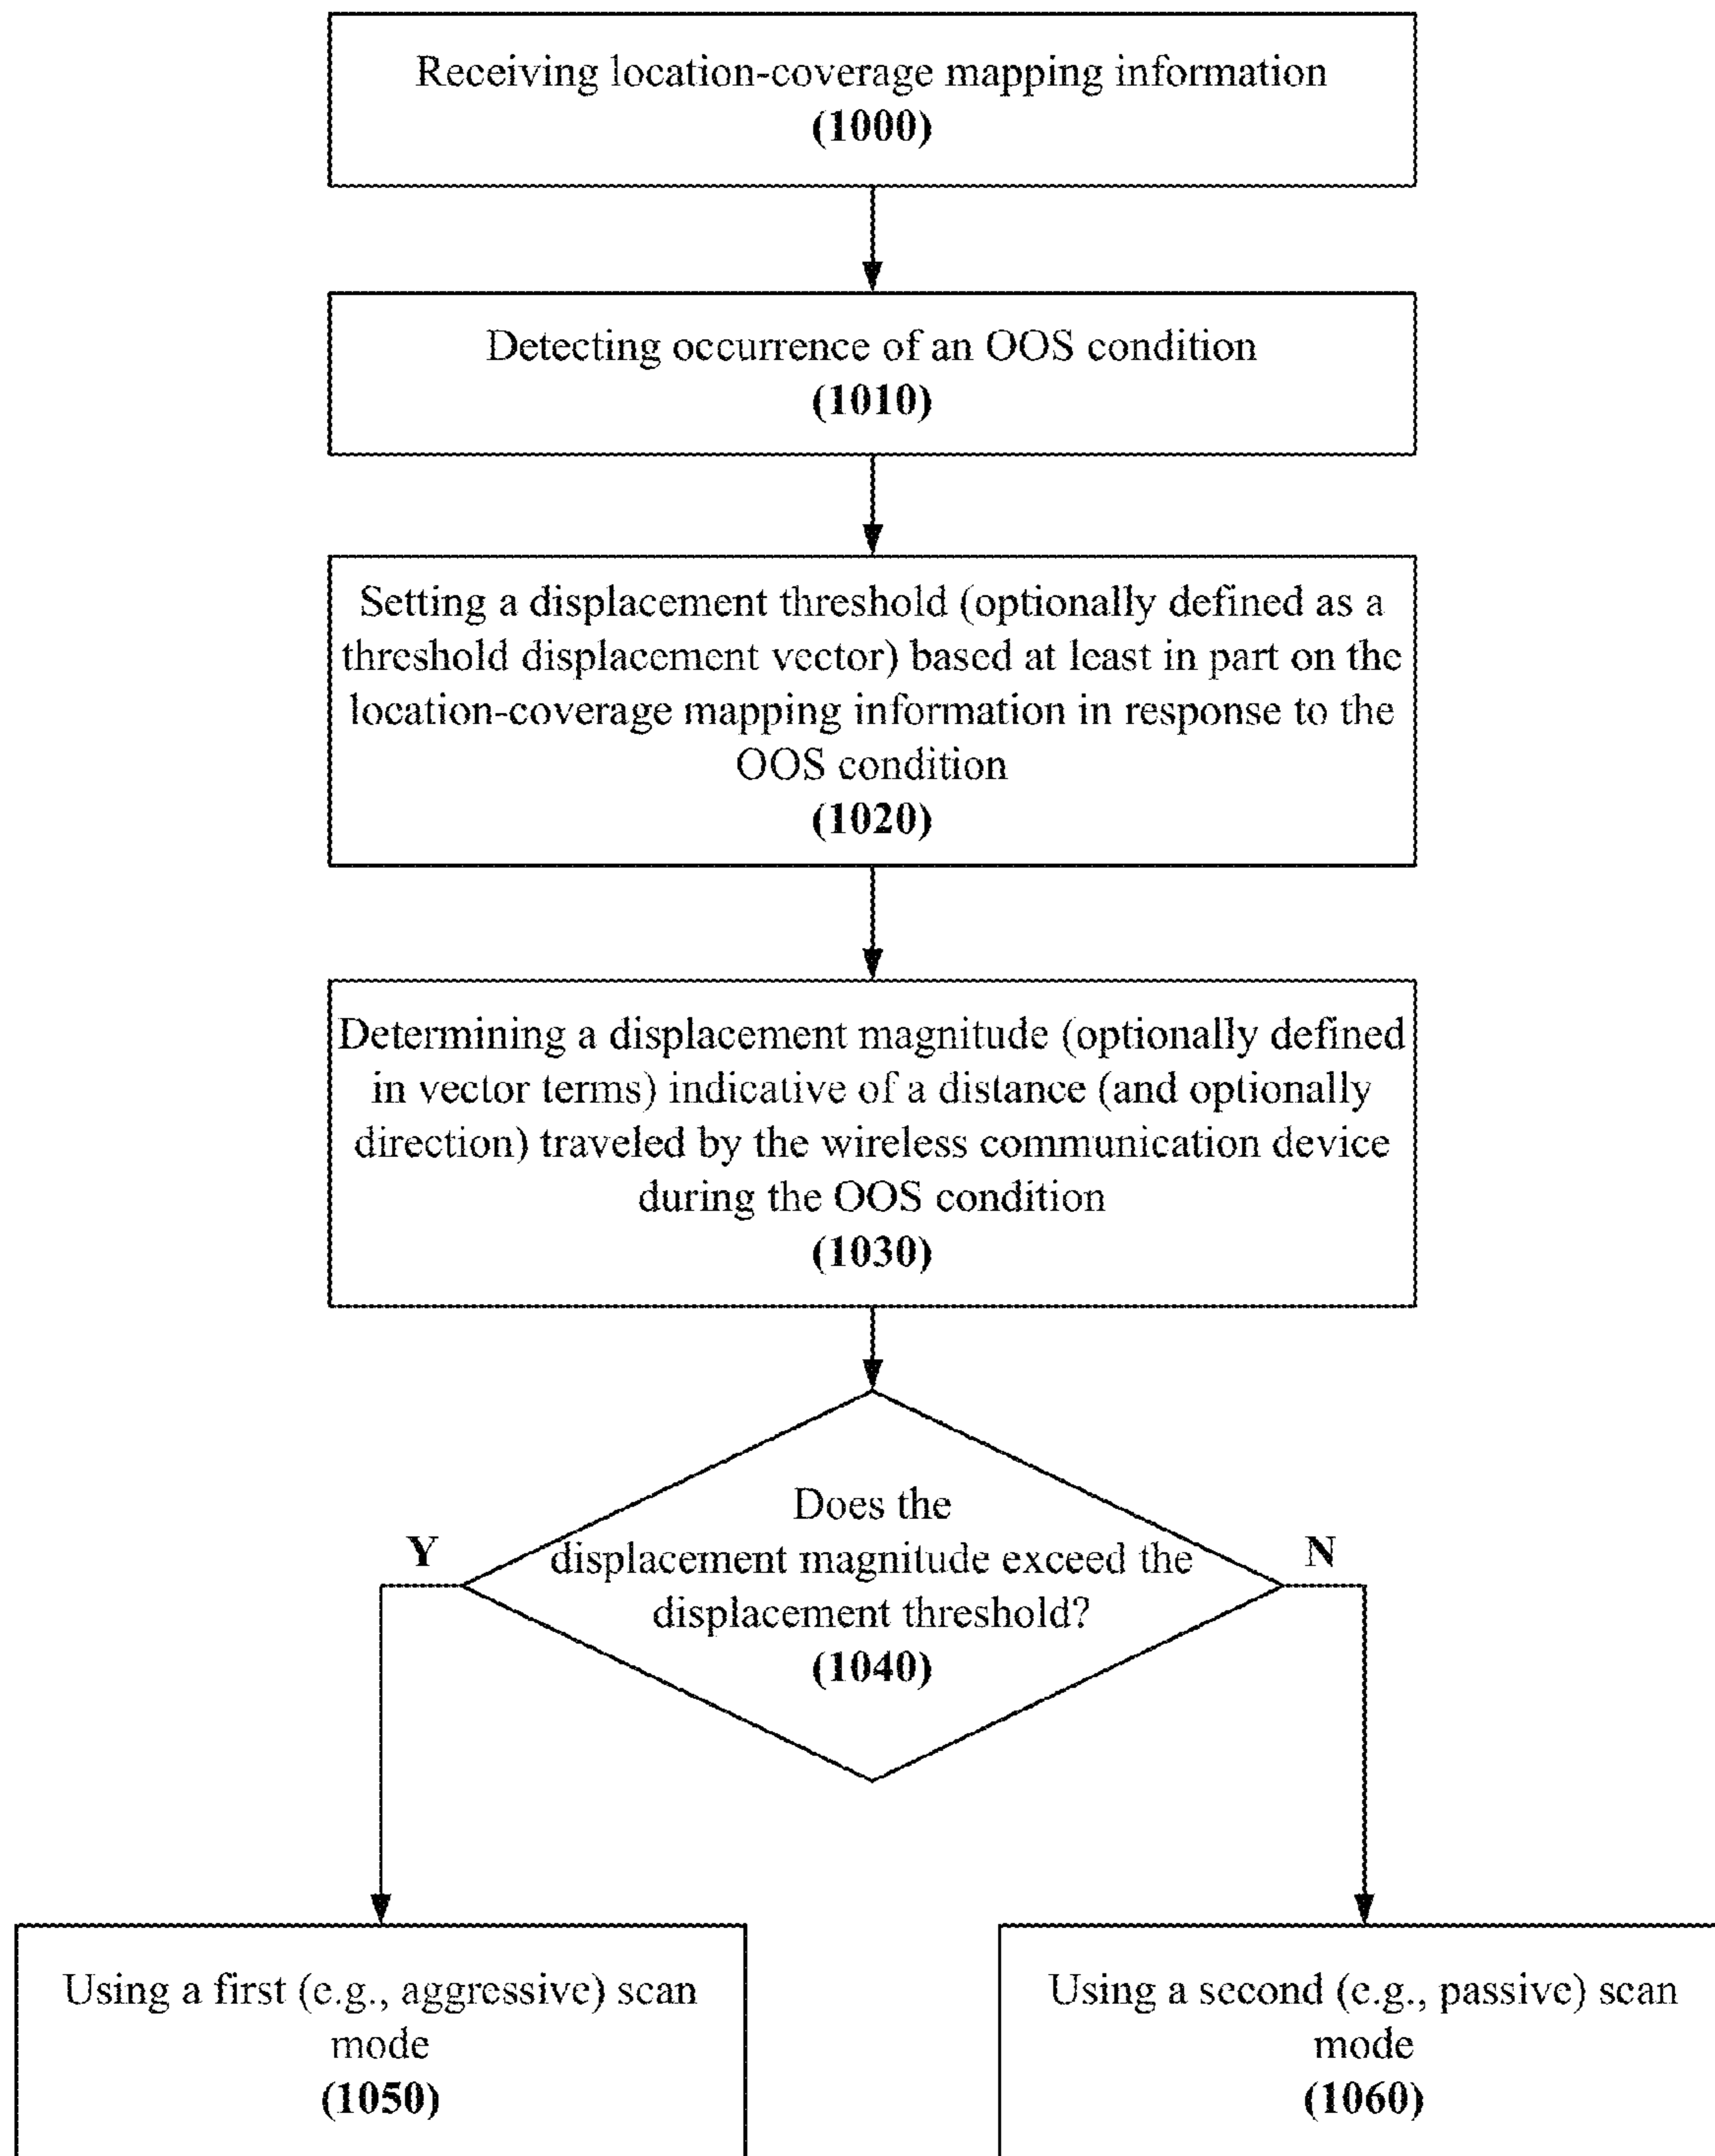 Receiving location-coverage mapping information
(1000)
Detecting occurrence of an OOS condition
(1010)
Setting a displacement threshold (optionally defined as a
threshold displacement vector) based at least in part on the
location-coverage mapping information in response to the
OOS condition
(1020)
Determining a displacement magnitude (optionally defined
in vector terms) indicative of a distance (and optionally
direction) traveled by the wireless communication device
during the OOS condition
(1030)
Does the
displacement magnitude exceed the
displacement threshold?
(1040)
Y
N
Using a first (e.g., aggressive) scan
mode
(1050)
Using a second (e.g., passive) scan
mode
(1060)